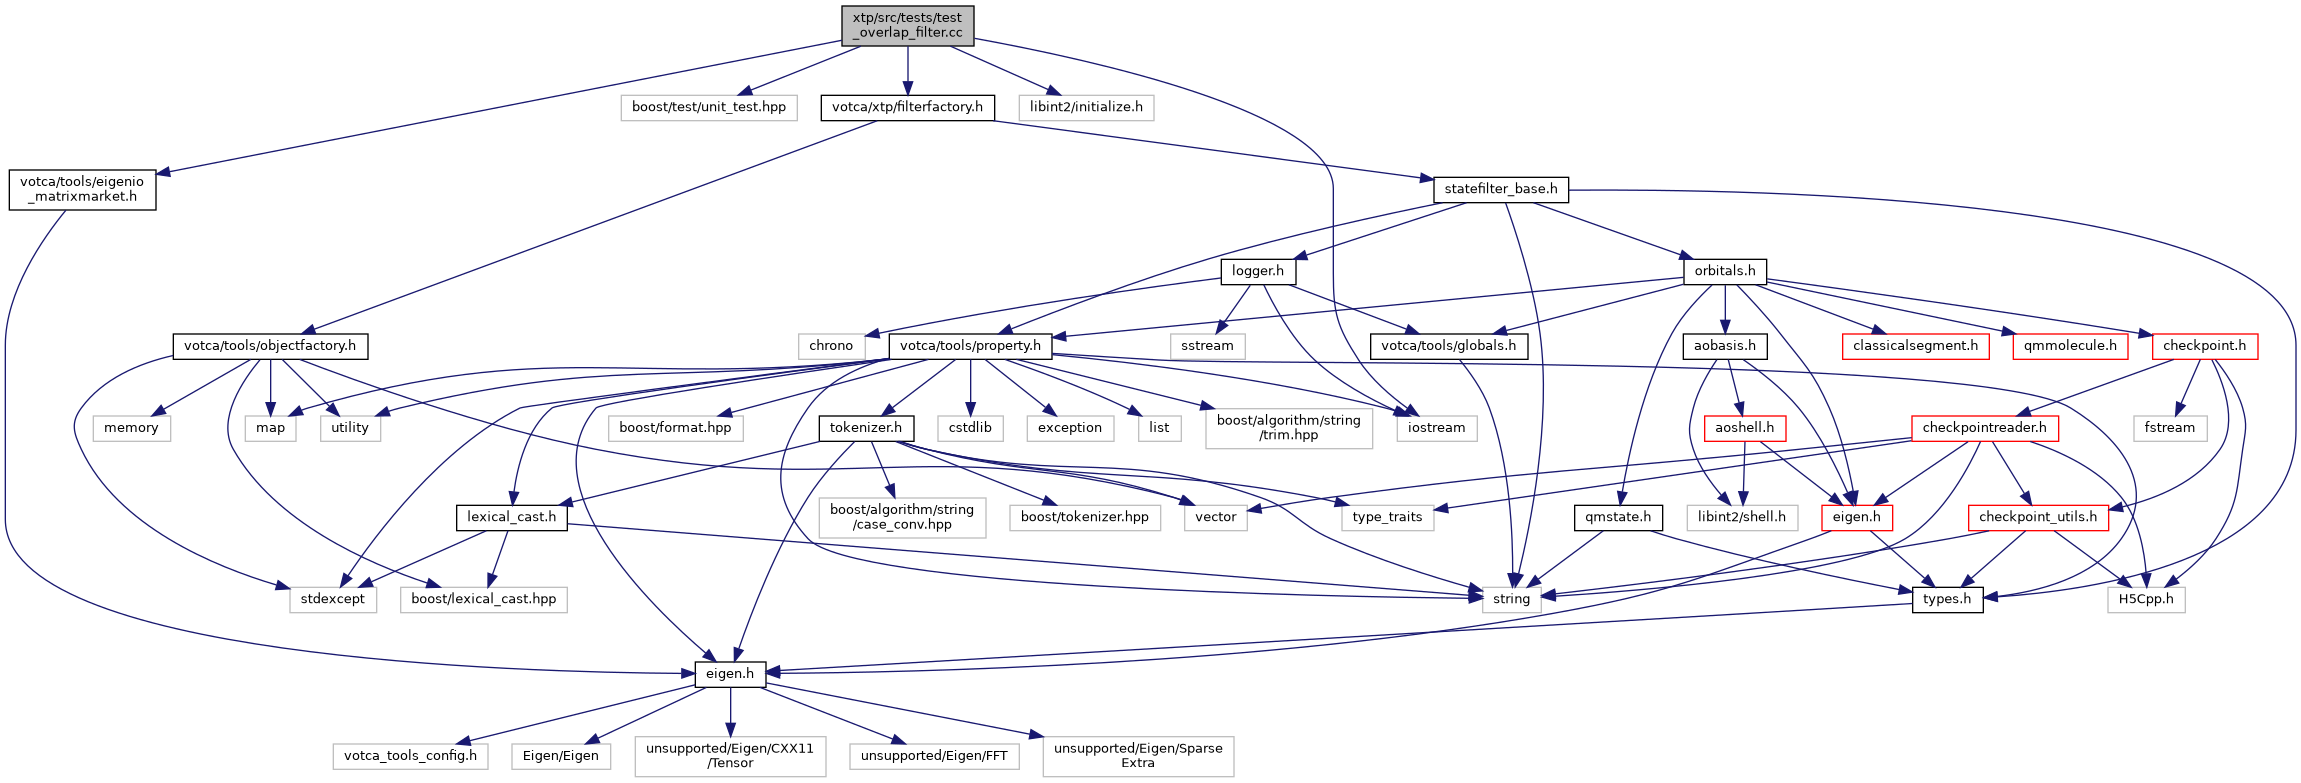 xtp/src/tests/test
_overlap_filter.cc
boost/test/unit_test.hpp
votca/xtp/filterfactory.h
libint2/initialize.h
votca/tools/eigenio
_matrixmarket.h
statefilter_base.h
logger.h
orbitals.h
votca/tools/objectfactory.h
chrono
votca/tools/property.h
sstream
votca/tools/globals.h
aobasis.h
classicalsegment.h
qmmolecule.h
checkpoint.h
memory
map
utility
boost/format.hpp
tokenizer.h
cstdlib
exception
list
boost/algorithm/string
/trim.hpp
iostream
aoshell.h
checkpointreader.h
fstream
lexical_cast.h
boost/algorithm/string
/case_conv.hpp
boost/tokenizer.hpp
vector
type_traits
qmstate.h
libint2/shell.h
eigen.h
checkpoint_utils.h
stdexcept
boost/lexical_cast.hpp
string
types.h
H5Cpp.h
eigen.h
votca_tools_config.h
Eigen/Eigen
unsupported/Eigen/CXX11
/Tensor
unsupported/Eigen/FFT
unsupported/Eigen/Sparse
Extra